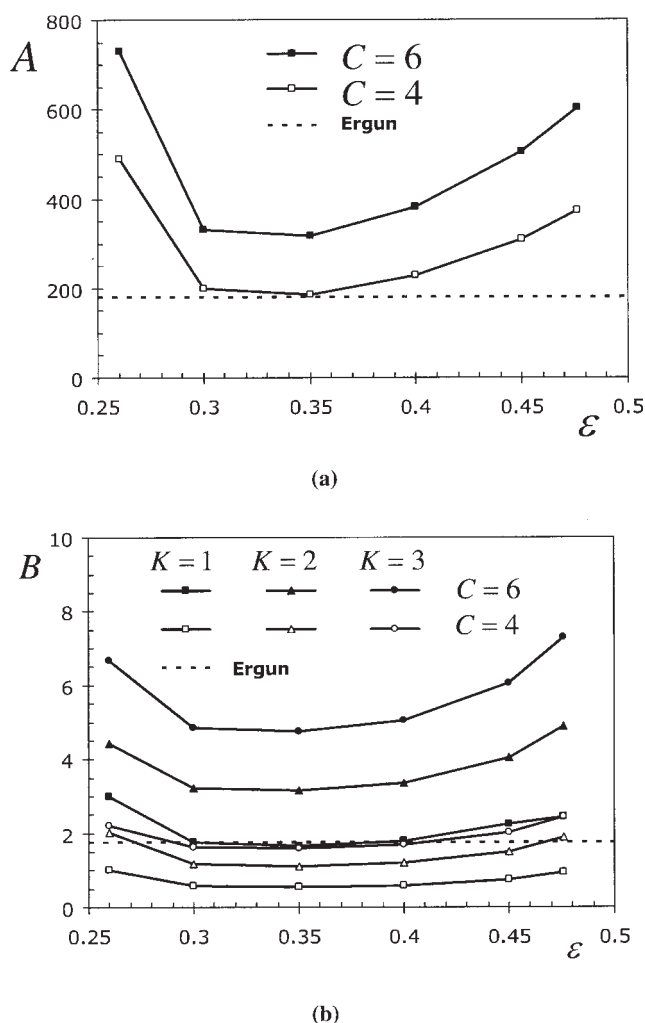 800
A
C = 6
C = 4
Ergun
600
400
200
0
0.25 0.3 0.35 0.4 0.45 0.5
ε
(a)
10
B
K = 1 K = 2 K = 3
C = 6
C = 4
Ergun
8
6
4
2
0
0.25 0.3 0.35 0.4 0.45 0.5
ε
(b)